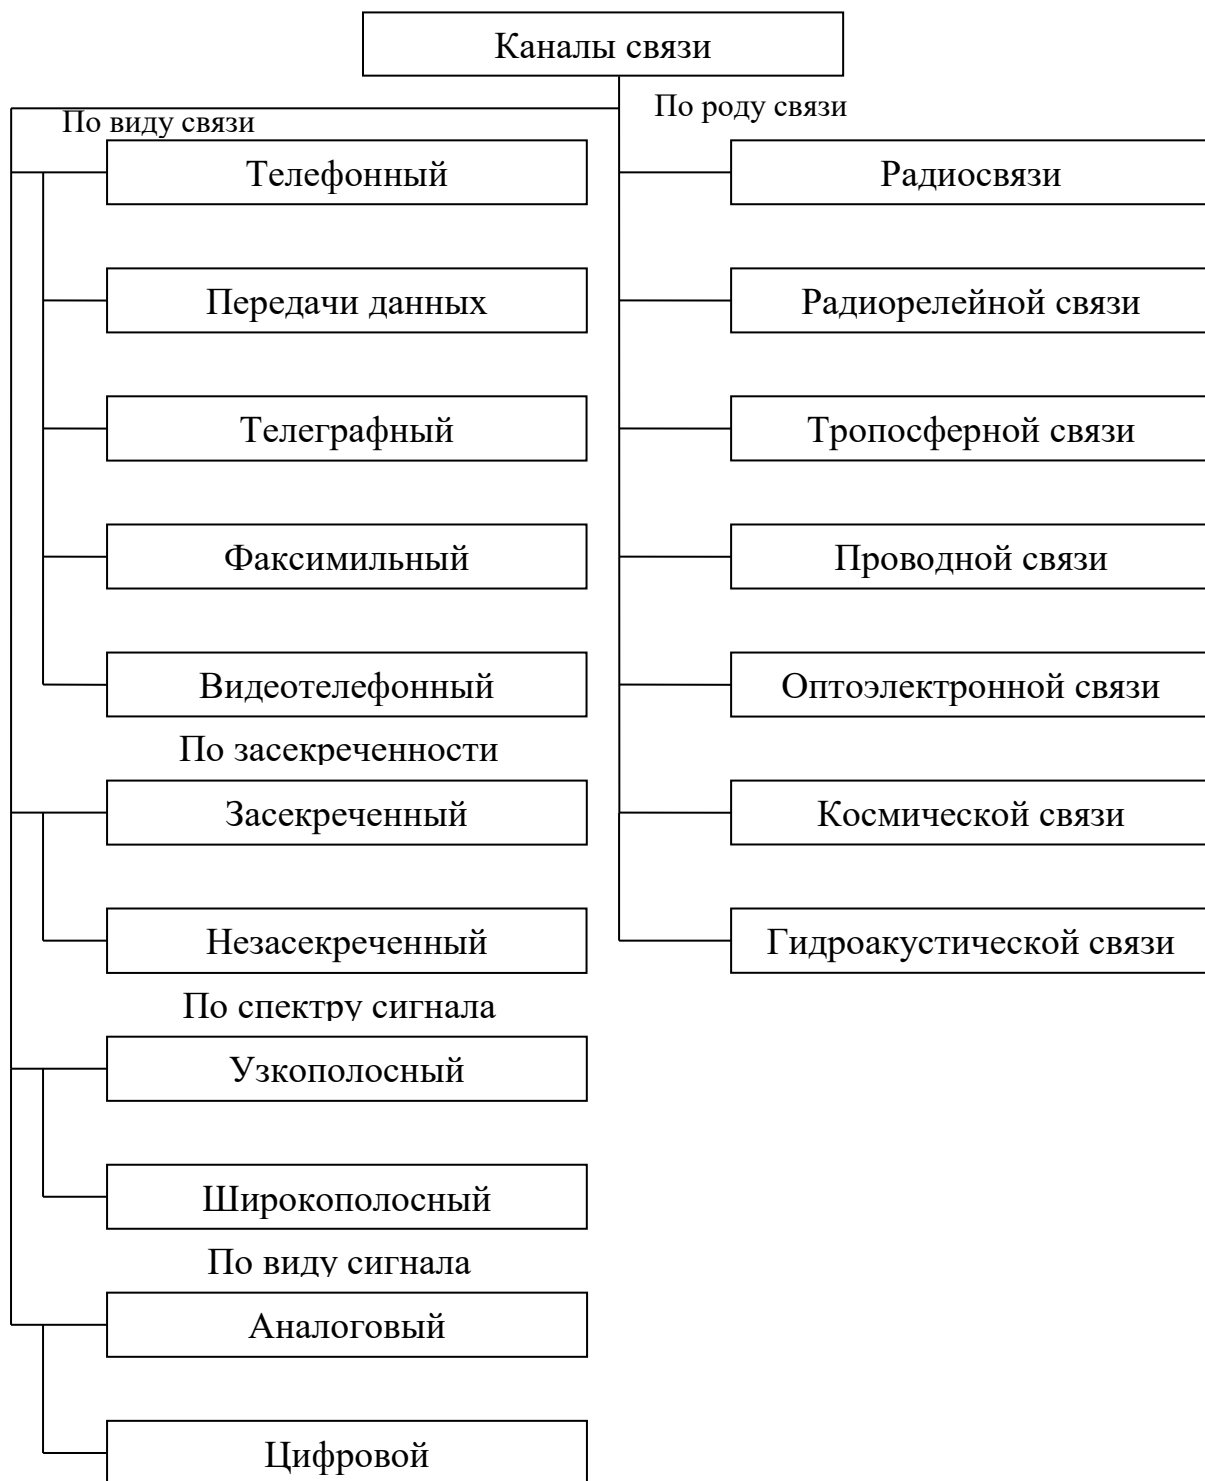 Каналы связи
По виду связи
Телефонный
Передачи данных
Телеграфный
Факсимильный
Видеотелефонный
По засекреченности
Засекреченный
Незасекреченный
По спектру сигнала
Узкополосный
Широкополосный
По виду сигнала
Аналоговый
Цифровой
По роду связи
Радиосвязи
Радиорелейной связи
Тропосферной связи
Проводной связи
Оптоэлектронной связи
Космической связи
Гидроакустической связи